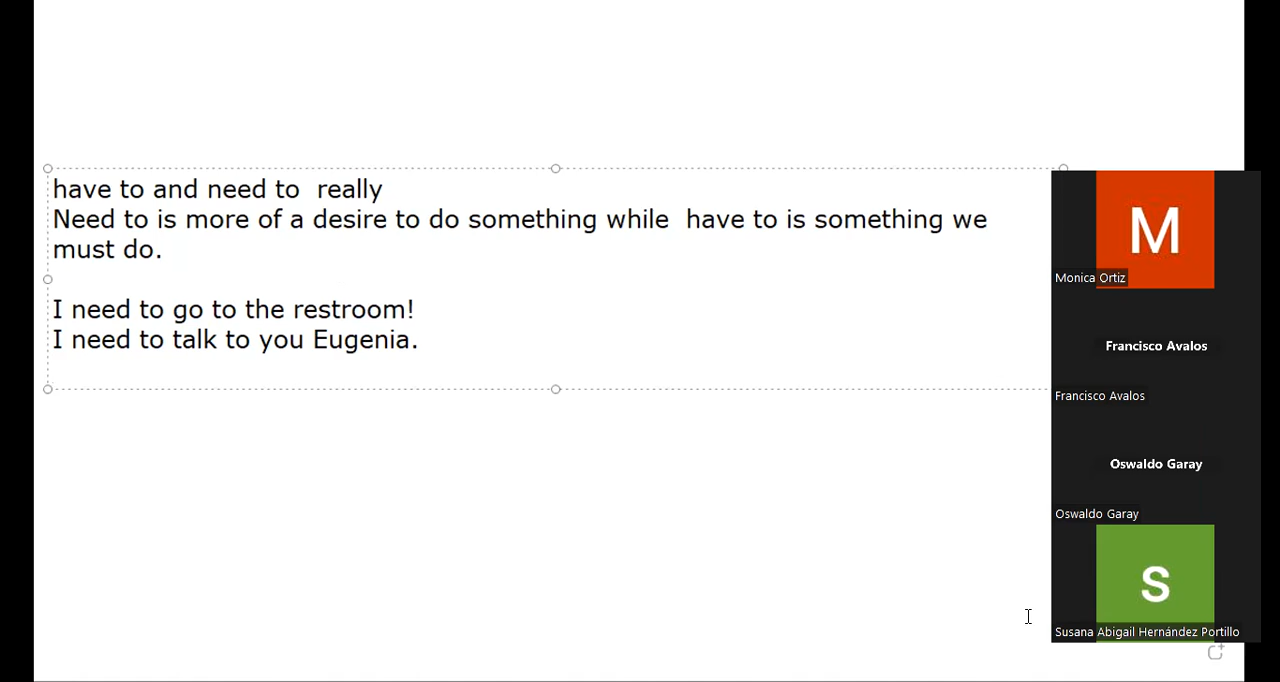 have to and need to  really
Need to is more of a desire to do something while  have to is something we
must do.
I need to go to the restroom!
I need to talk to you Eugenia.
M
Monica Ortiz
Francisco Avalos
Francisco Avalos
Oswaldo Garay
Oswaldo Garay
S
Susana Abigail Hernández Portillo